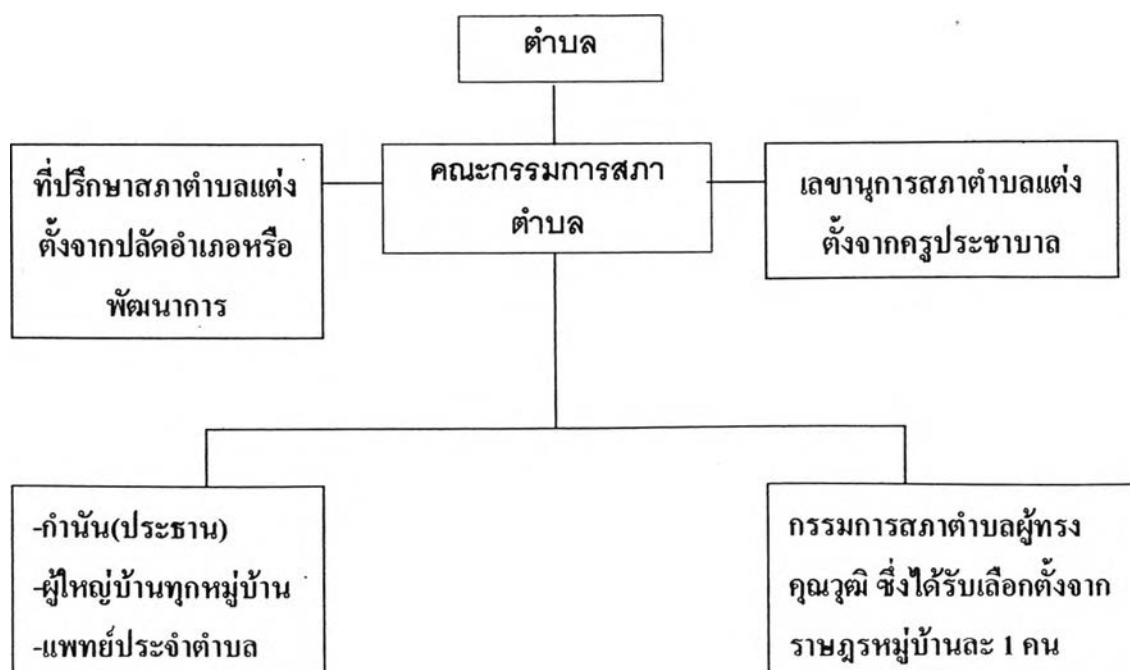 ตำบล
คณะกรรมการสภา
ตำบล
ที่ปรึกษาสภาตำบลแต่ง
ตั้งจากปลัดอำเภอหรือ
พัฒนาการ
เลขานุการสภาตำบลแต่ง
ตั้งจากครูประชาบาล
-กำนัน(ประธาน)
-ผู้ใหญ่บ้านทุกหมู่บ้าน
-แพทย์ประจำตำบล
กรรมการสภาตำบลผู้ทรง
คุณวุฒิ ซึ่งได้รับเลือกตั้งจาก
ราษฎรหมู่บ้านละ 1 คน